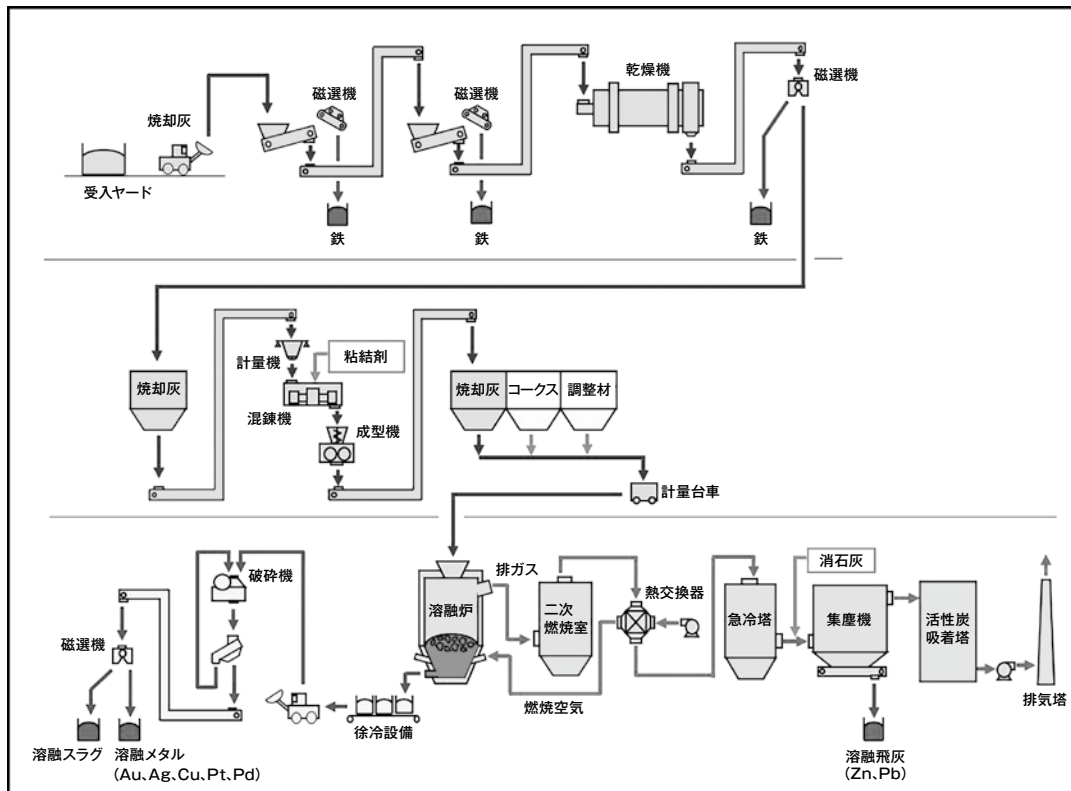 焼却灰
磁選機
磁選機
乾燥機
磁選機
受入ヤード
鉄
鉄
鉄
焼却灰
計量機
粘結剤
混錬機
成型機
焼却灰
コークス
調整材
計量台車
破砕機
磁選機
溶融スラグ
溶融メタル
(Au、Ag、Cu、Pt、Pd)
徐冷設備
溶融炉
排ガス
二次
燃焼室
熱交換器
燃焼空気
急冷塔
消石灰
集塵機
溶融飛灰
(Zn、Pb)
活性炭
吸着塔
排気塔